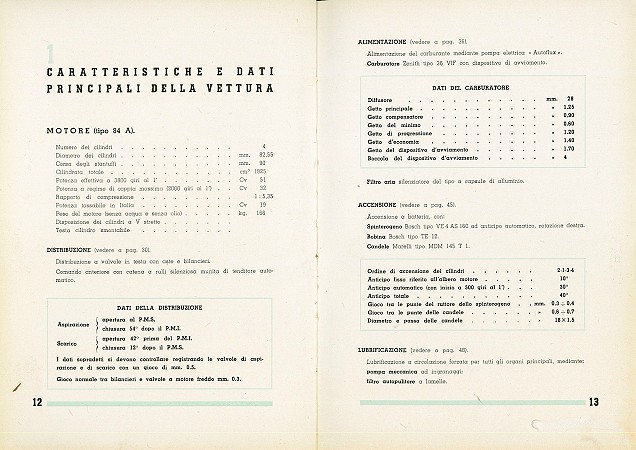 1
CARATTERISTICHE E DATI
PRINCIPALI DELLA VETTURA
MOTORE (tipo 84 A).
Numero dei cilindri . . . . . . . . . . . 4
Diametro dei cilindri . . . . . . . . . . mm. 82,55
Corsa degli stantuffi . . . . . . . . . . mm. 90
Cilindrata totale . . . . . . . . . . . cm³ 1925
Potenza effettiva a 3800 giri al 1' . . . . . . . Cv 51
Potenza a regime di coppia massima (2000 giri al 1') . . Cv 32
Rapporto di compressione . . . . . . . . . 1 : 5,35
Potenza tassabile in Italia . . . . . . . . . Cv 19
Peso del motore (senza acqua e senza olio) . . . . . kg. 166
Disposizione dei cilindri a V stretto . . . . . .
Testa cilindro smontabile . . . . . . . . .
DISTRIBUZIONE (vedere a pag. 30).
Distribuzione a valvole in testa con aste e bilancieri.
Comando anteriore con catena a rulli silenziosa munita di tenditore auto-
matico.
DATI DELLA DISTRIBUZIONE
Aspirazione { apertura al P.M.S.
chiusura 54° dopo il P.M.I.
Scarico { apertura 42° prima del P.M.I.
chiusura 12° dopo il P.M.S.
I dati sopradetti si devono controllare registrando le valvole di aspi-
razione e di scarico con un gioco di mm. 0.5.
Gioco normale tra bilancieri e valvole a motore freddo mm. 0.3.
12
ALIMENTAZIONE (vedere a pag. 36).
Alimentazione del carburante mediante pompa elettrica « Autoflux ».
Carburatore Zenith tipo 36 VIF con dispositivo di avviamento.
DATI DEL CARBURATORE
Diffusore . . . . . . . . . . . mm. 28
Getto principale . . . . . . . . . . » 1.25
Getto compensatore . . . . . . . . . » 0.90
Getto del minimo . . . . . . . . . . » 0.60
Getto di progressione . . . . . . . . . » 1.20
Getto d'economia . . . . . . . . . . » 1.40
Getto del dispositivo d'avviamento . . . . . . » 1.70
Boccola del dispositivo d'avviamento . . . . . » 4
Filtro aria silenziatore del tipo a capsule di alluminio.
ACCENSIONE (vedere a pag. 45).
Accensione a batteria, con:
Spinterogeno Bosch tipo VE 4 AS 160 ad anticipo automatico, rotazione destra.
Bobina Bosch tipo TE 12.
Candele Marelli tipo MDM 145 T 1.
Ordine di accensione dei cilindri . . . . . . 2-1-3-4
Anticipo fisso riferito all'albero motore . . . . . 10°
Anticipo automatico (con inizio a 500 giri al 1') . . . 30°
Anticipo totale . . . . . . . . . . 40°
Gioco tra le punte del ruttore dello spinterogeno . . mm. 0.3 ÷ 0.4
Gioco tra le punte delle candele . . . . . . » 0.6 ÷ 0.7
Diametro e passo delle candele . . . . . . » 18 × 1.5
LUBRIFICAZIONE (vedere a pag. 48).
Lubrificazione a circolazione forzata per tutti gli organi principali, mediante:
pompa meccanica ad ingranaggi;
filtro autopulitore a lamelle.
13